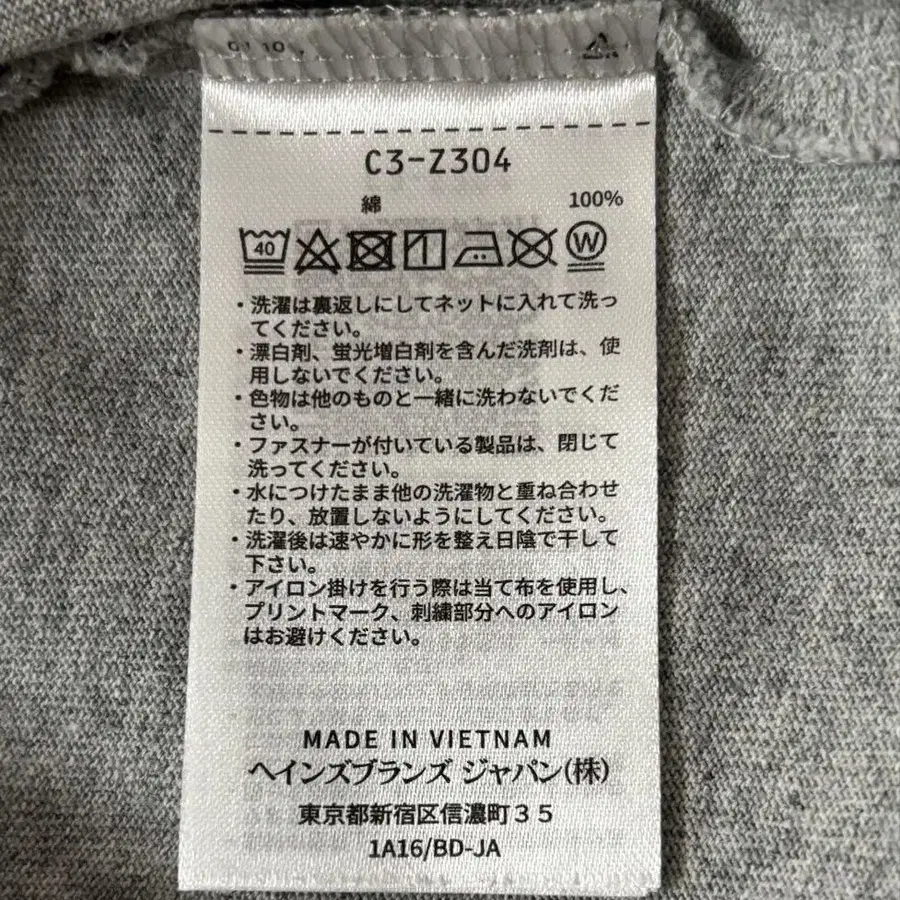 C3-Z304
綿 100%
40 W
・洗濯は裏返しにしてネットに入れて洗っ
てください。
・漂白剤、蛍光増白剤を含んだ洗剤は、使
用しないでください。
・色物は他のものと一緒に洗わないでくだ
さい。
・ファスナーが付いている製品は、閉じて
洗ってください。
・水につけたまま他の洗濯物と重ね合わせ
たり、放置しないようにしてください。
・洗濯後は速やかに形を整え日陰で干して
下さい。
・アイロン掛けを行う際は当て布を使用し、
プリントマーク、刺繍部分へのアイロン
はお避けください。
MADE IN VIETNAM
ヘインズブランズ ジャパン(株)
東京都新宿区信濃町３５
1A16/BD-JA